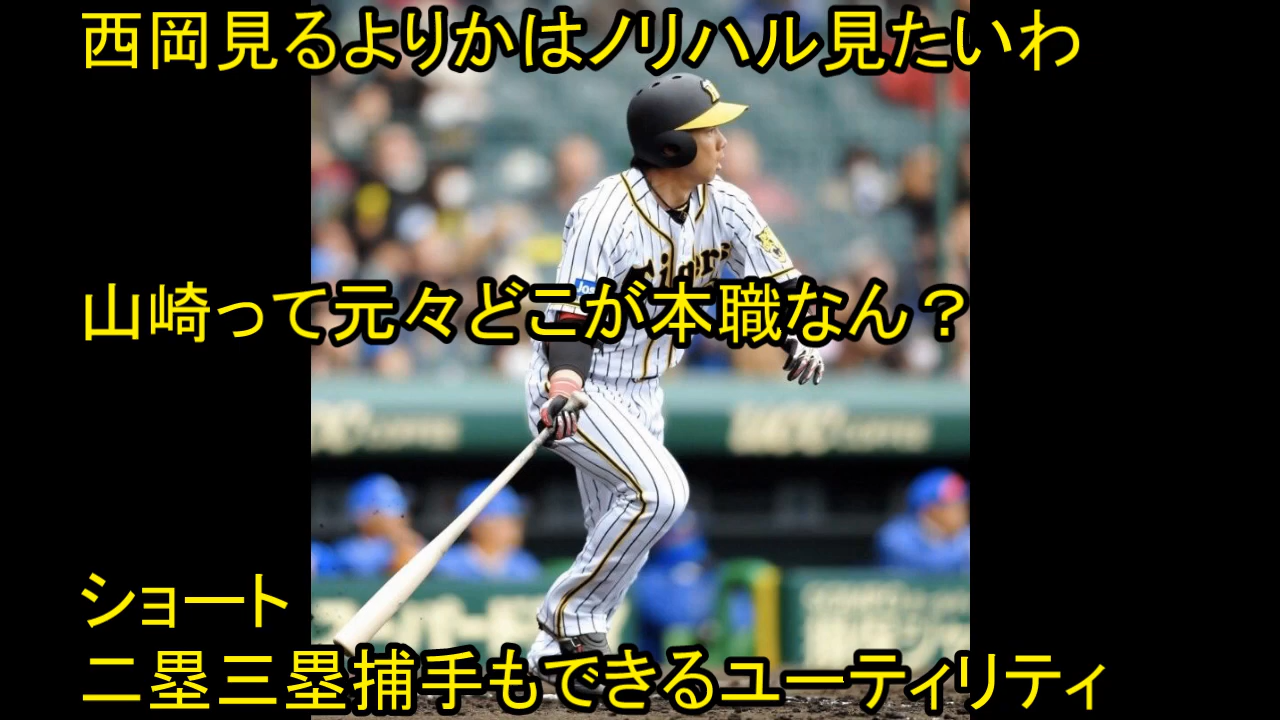 西岡見るよりかはノリハル見たいわ
山崎って元々どこが本職なん？
ショート
二塁三塁捕手もできるユーティリティ
Tigers